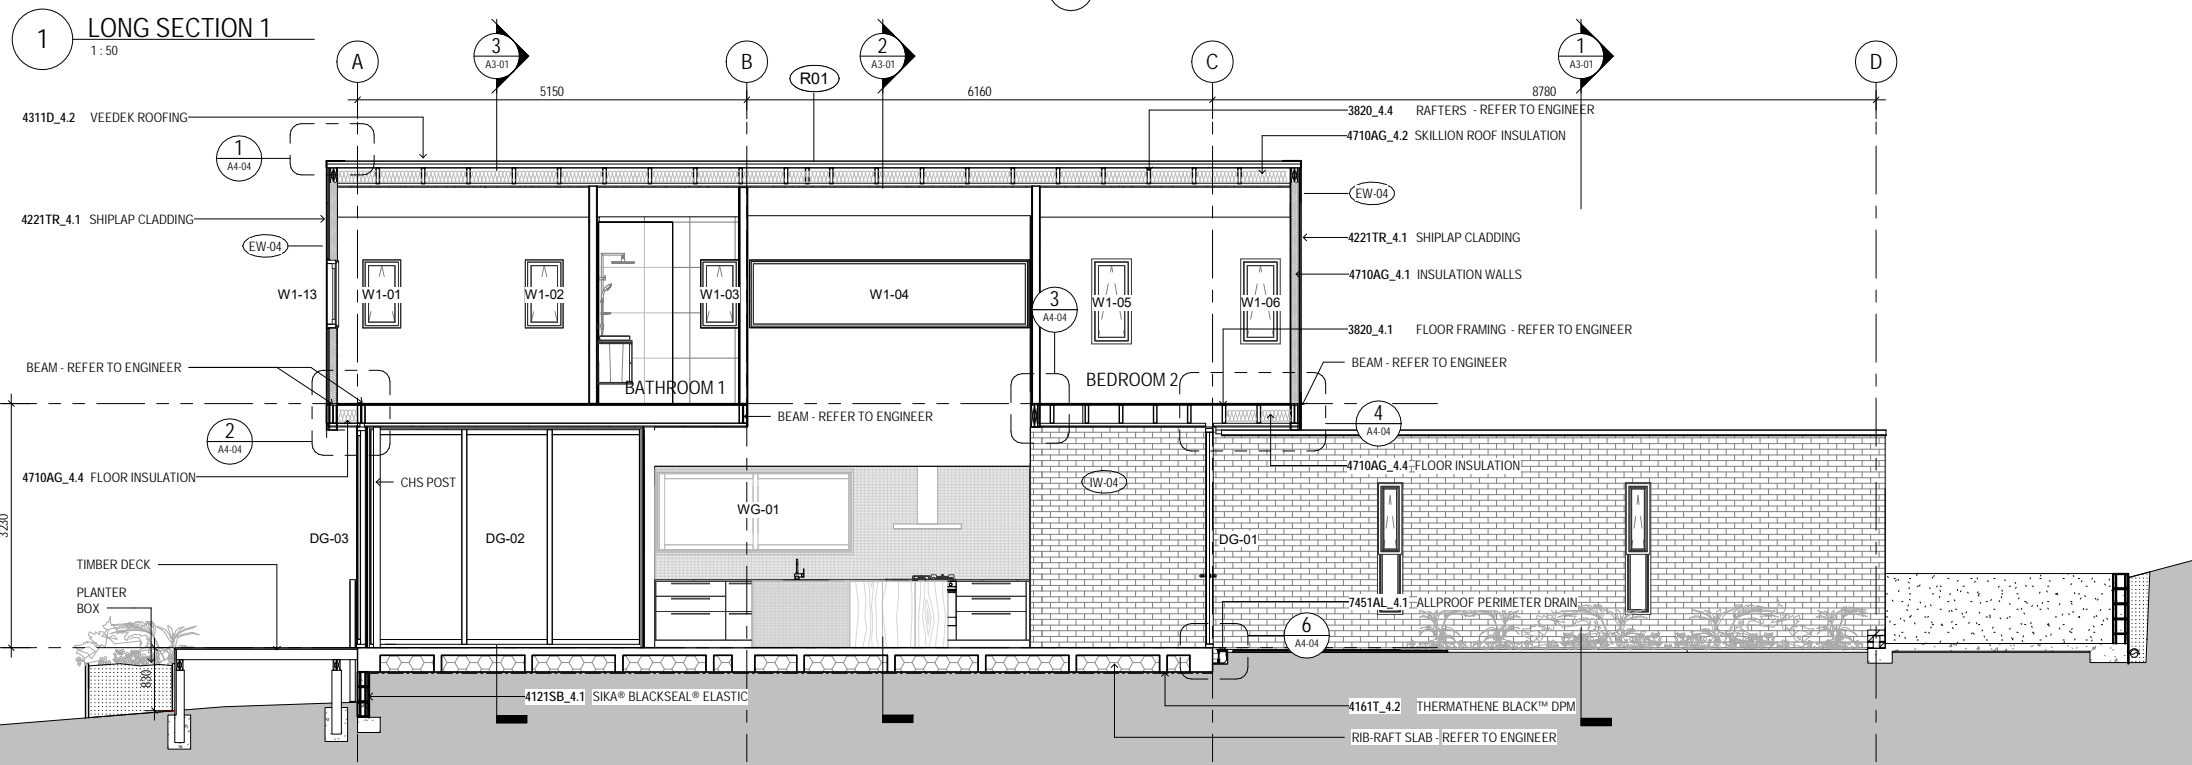 1 LONG SECTION 1
1 : 50
A
3
A3-01
B
2
A3-01
C
1
A3-01
D
R01
5150
6160
8780
4311D_4.2 VEEDEK ROOFING
3820_4.4 RAFTERS - REFER TO ENGINEER
4710AG_4.2 SKILLION ROOF INSULATION
1
A4-04
EW-04
4221TR_4.1 SHIPLAP CLADDING
4221TR_4.1 SHIPLAP CLADDING
EW-04
4710AG_4.1 INSULATION WALLS
W1-13
W1-01
W1-02
W1-03
W1-04
W1-05
W1-06
3
A4-04
3820_4.1 FLOOR FRAMING - REFER TO ENGINEER
BEAM - REFER TO ENGINEER
BEAM - REFER TO ENGINEER
BATHROOM 1
BEDROOM 2
BEAM - REFER TO ENGINEER
4
A4-04
2
A4-04
4710AG_4.4 FLOOR INSULATION
4710AG_4.4 FLOOR INSULATION
CHS POST
IW-04
WG-01
3230
DG-03
DG-02
DG-01
TIMBER DECK
PLANTER
BOX
7451AL_4.1 ALLPROOF PERIMETER DRAIN
6
A4-04
830
4121SB_4.1 SIKA® BLACKSEAL® ELASTIC
4161T_4.2 THERMATHENE BLACK™ DPM
RIB-RAFT SLAB - REFER TO ENGINEER